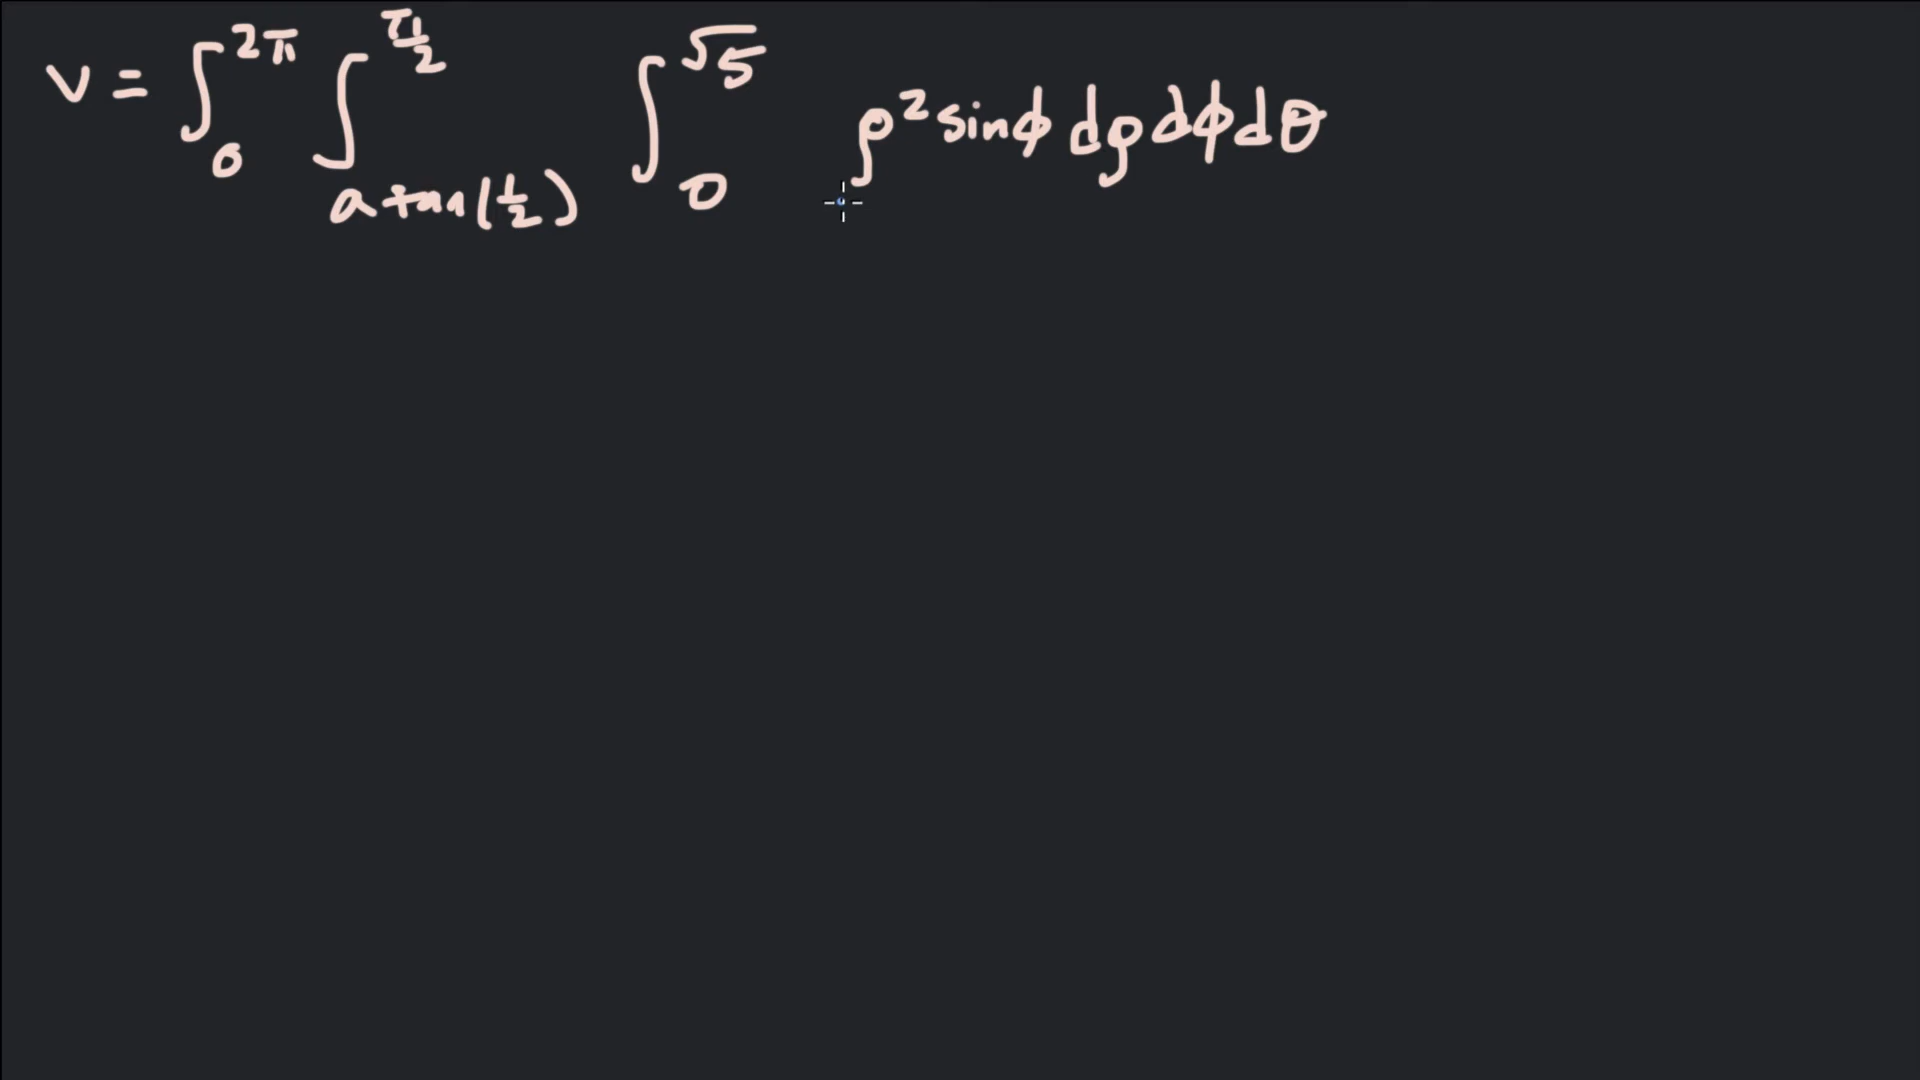 V = ∫₀^{2π} ∫_{atan(1/2)}^{π/2} ∫₀^{√5} ρ² sinϕ dρ dϕ dθ